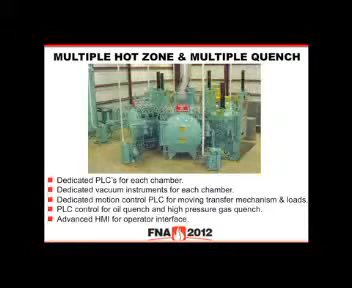 MULTIPLE HOT ZONE & MULTIPLE QUENCH
Dedicated PLC's for each chamber.
Dedicated vacuum instruments for each chamber.
Dedicated motion control PLC for moving transfer mechanism & loads.
PLC control for oil quench and high pressure gas quench.
Advanced HMI for operator interface.
FNA 2012